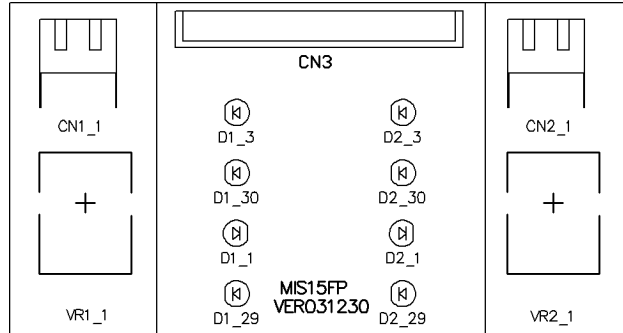 CN3
CN1_1
CN2_1
D1_3
D2_3
D1_30
D2_30
D1_1
D2_1
MIS15FP
VER031230
D1_29
D2_29
VR1_1
VR2_1